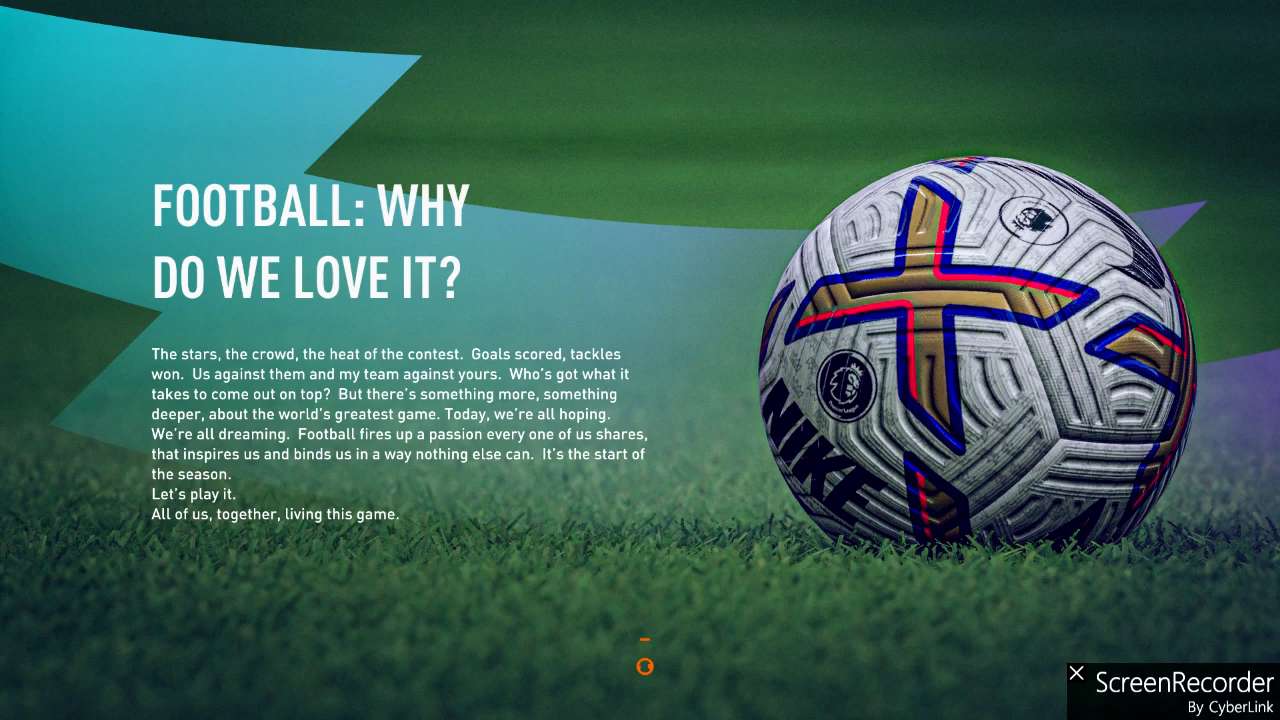 FOOTBALL: WHY
DO WE LOVE IT?
The stars, the crowd, the heat of the contest.  Goals scored, tackles
won.  Us against them and my team against yours.  Who's got what it
takes to come out on top?  But there's something more, something
deeper, about the world's greatest game. Today, we're all hoping.
We're all dreaming.  Football fires up a passion every one of us shares,
that inspires us and binds us in a way nothing else can.  It's the start of
the season.
Let's play it.
All of us, together, living this game.
Premier League
NIKE
ScreenRecorder
By CyberLink